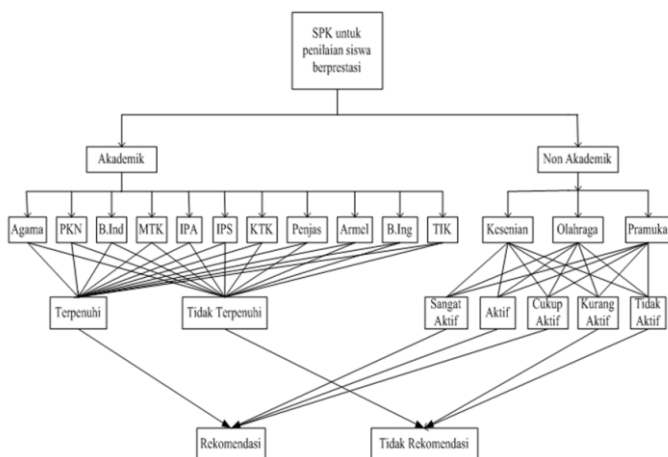 SPK untuk
penilaian siswa
berprestasi
Akademik
Non Akademik
Agama
PKN
B.Ind
MTK
IPA
IPS
KTK
Penjas
Armel
B.Ing
TIK
Kesenian
Olahraga
Pramuka
Terpenuhi
Tidak Terpenuhi
Sangat
Aktif
Aktif
Cukup
Aktif
Kurang
Aktif
Tidak
Aktif
Rekomendasi
Tidak Rekomendasi